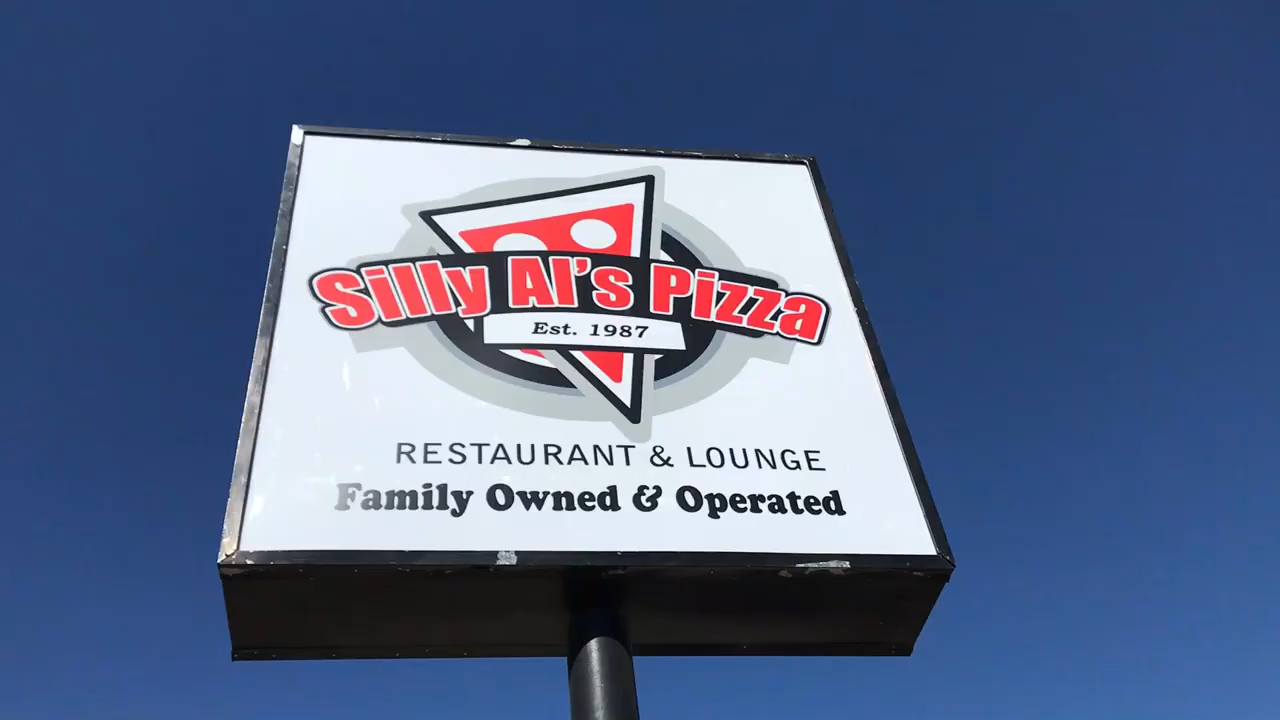 Silly Al's Pizza
Est. 1987
RESTAURANT & LOUNGE
Family Owned & Operated